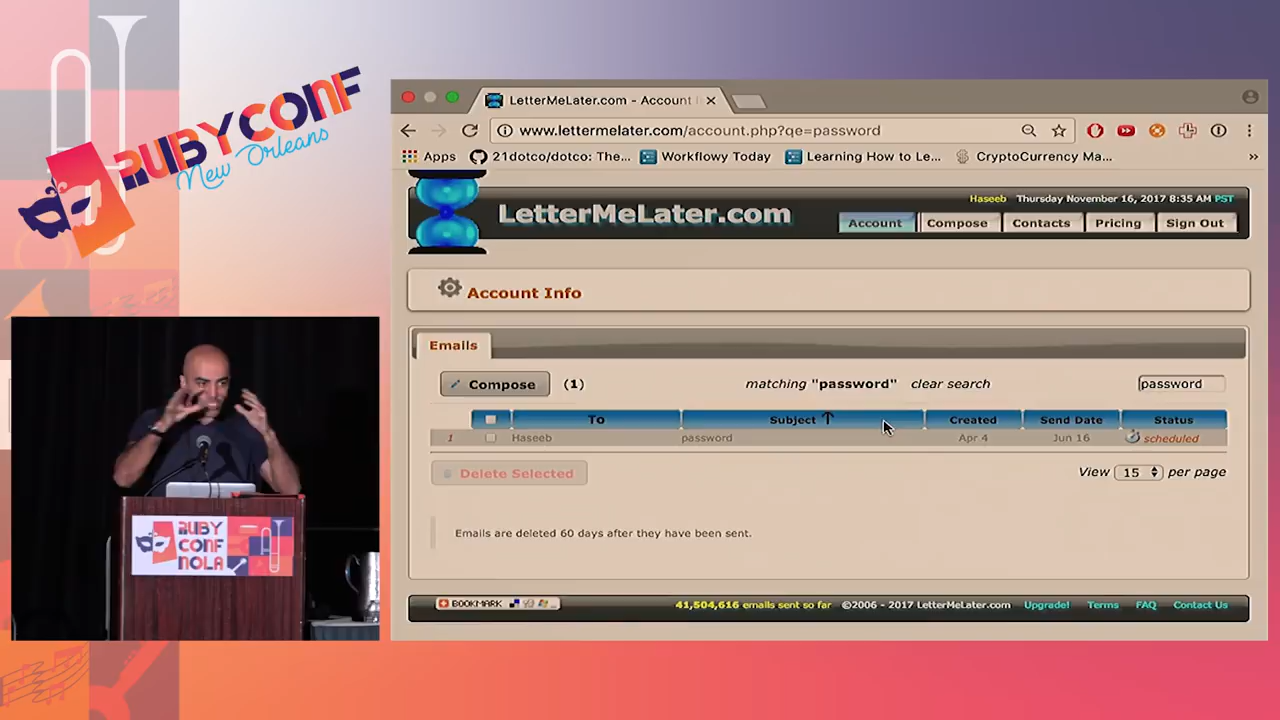 RUBYCONF
New Orleans
LetterMeLater.com - Account
www.lettermelater.com/account.php?qe=password
Apps 21dotco/dotco: The... Workflowy Today Learning How to Le... CryptoCurrency Ma... »
Haseeb Thursday November 16, 2017 8:35 AM PST
LetterMeLater.com
Account Compose Contacts Pricing Sign Out
Account Info
Emails
Compose (1) matching "password" clear search password
To Subject ↑ Created Send Date Status
1 Haseeb password Apr 4 Jun 16 scheduled
Delete Selected View 15 per page
Emails are deleted 60 days after they have been sent.
BOOKMARK 41,504,616 emails sent so far ©2006 - 2017 LetterMeLater.com Upgrade! Terms FAQ Contact Us
RUBY
CONF
NOLA